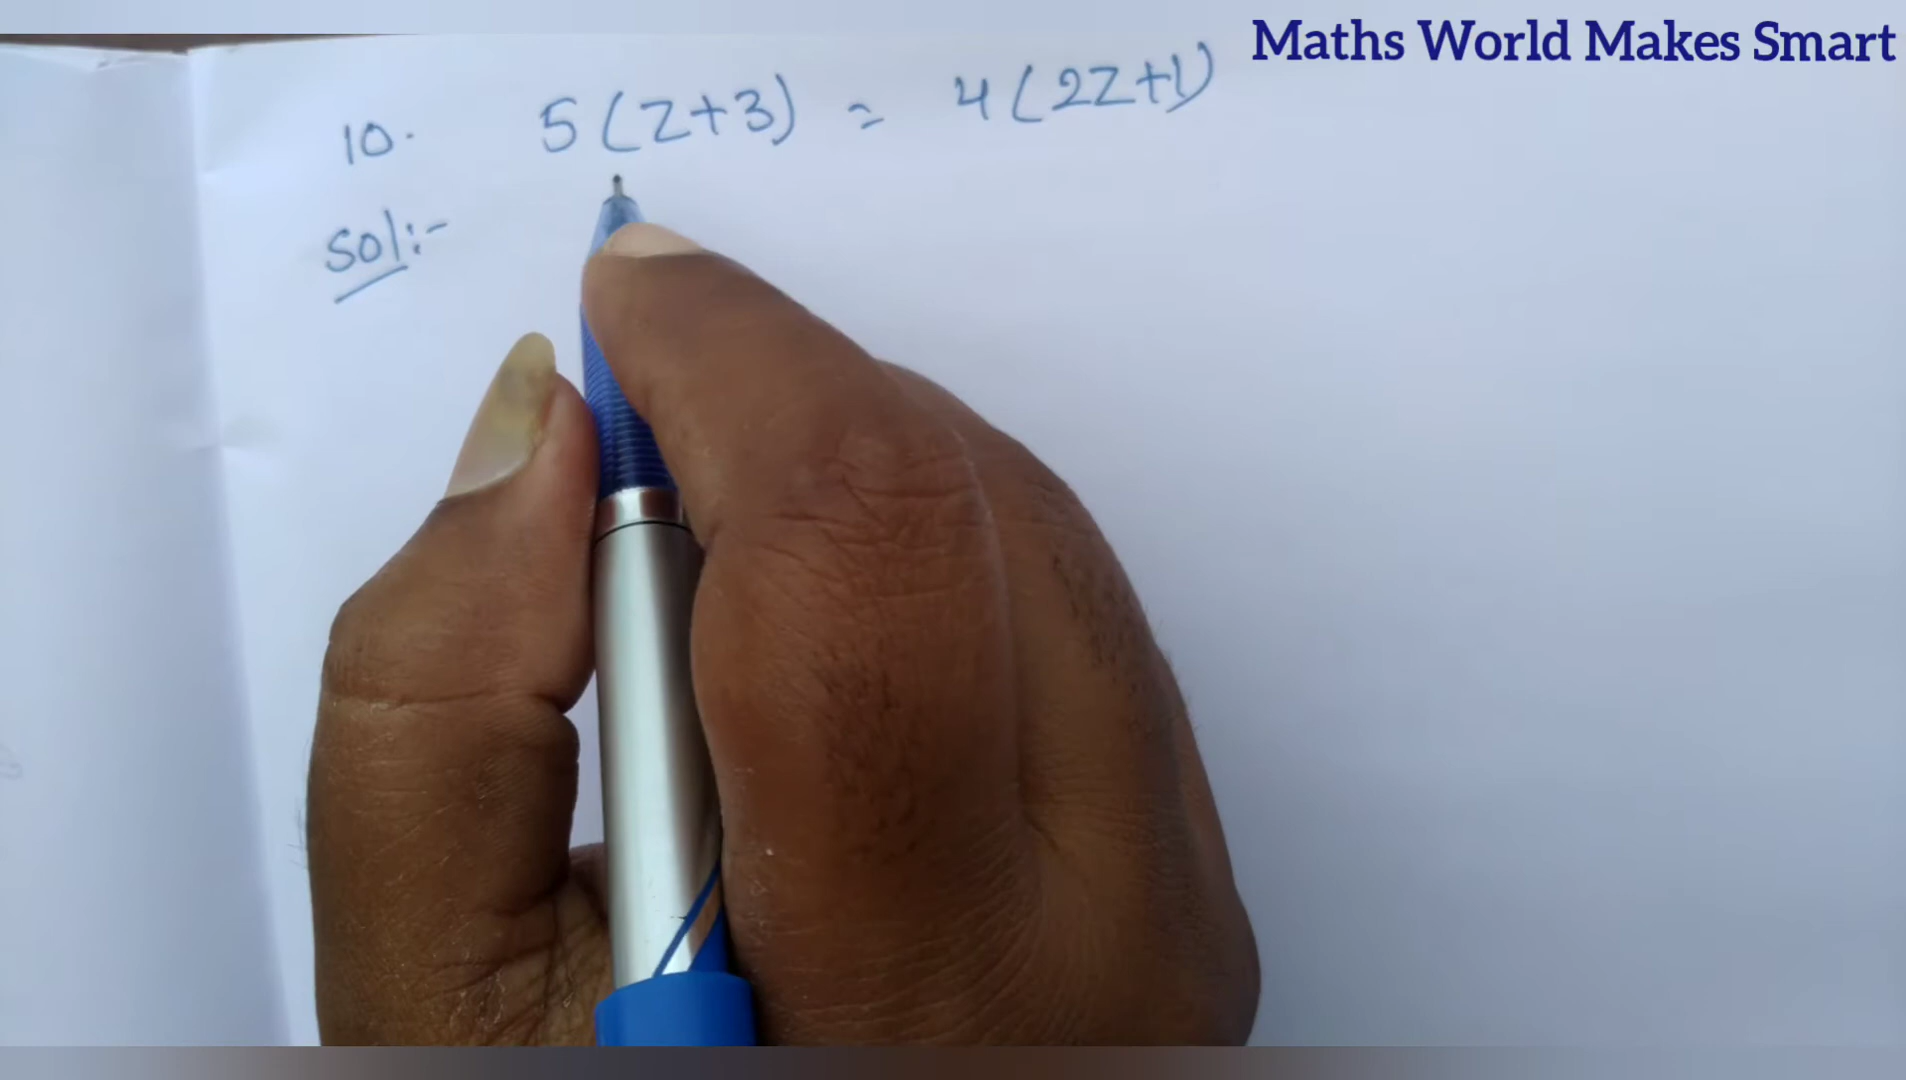 Maths World Makes Smart
10. 5(z+3) = 4(2z+1)
Sol:-